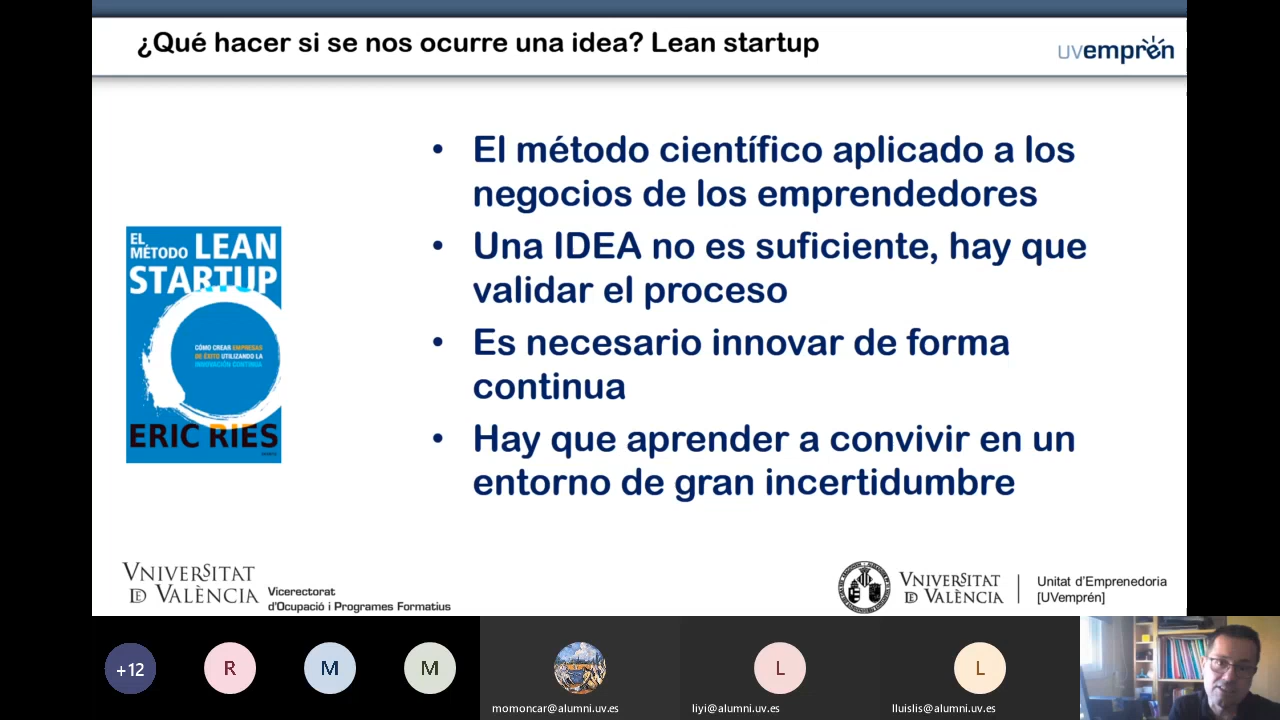 ¿Qué hacer si se nos ocurre una idea? Lean startup
uvemprén
• El método científico aplicado a los
negocios de los emprendedores
• Una IDEA no es suficiente, hay que
validar el proceso
• Es necesario innovar de forma
continua
• Hay que aprender a convivir en un
entorno de gran incertidumbre
EL
MÉTODO LEAN
STARTUP
CÓMO CREAR EMPRESAS
DE ÉXITO UTILIZANDO LA
INNOVACIÓN CONTINUA
ERIC RIES
VNIVERSITAT
DE VALÈNCIA
Vicerectorat
d'Ocupació i Programes Formatius
VNIVERSITAT
DE VALÈNCIA
Unitat d'Emprenedoria
[UVemprén]
+12
R
M
M
L
L
momoncar@alumni.uv.es
liyi@alumni.uv.es
lluislis@alumni.uv.es